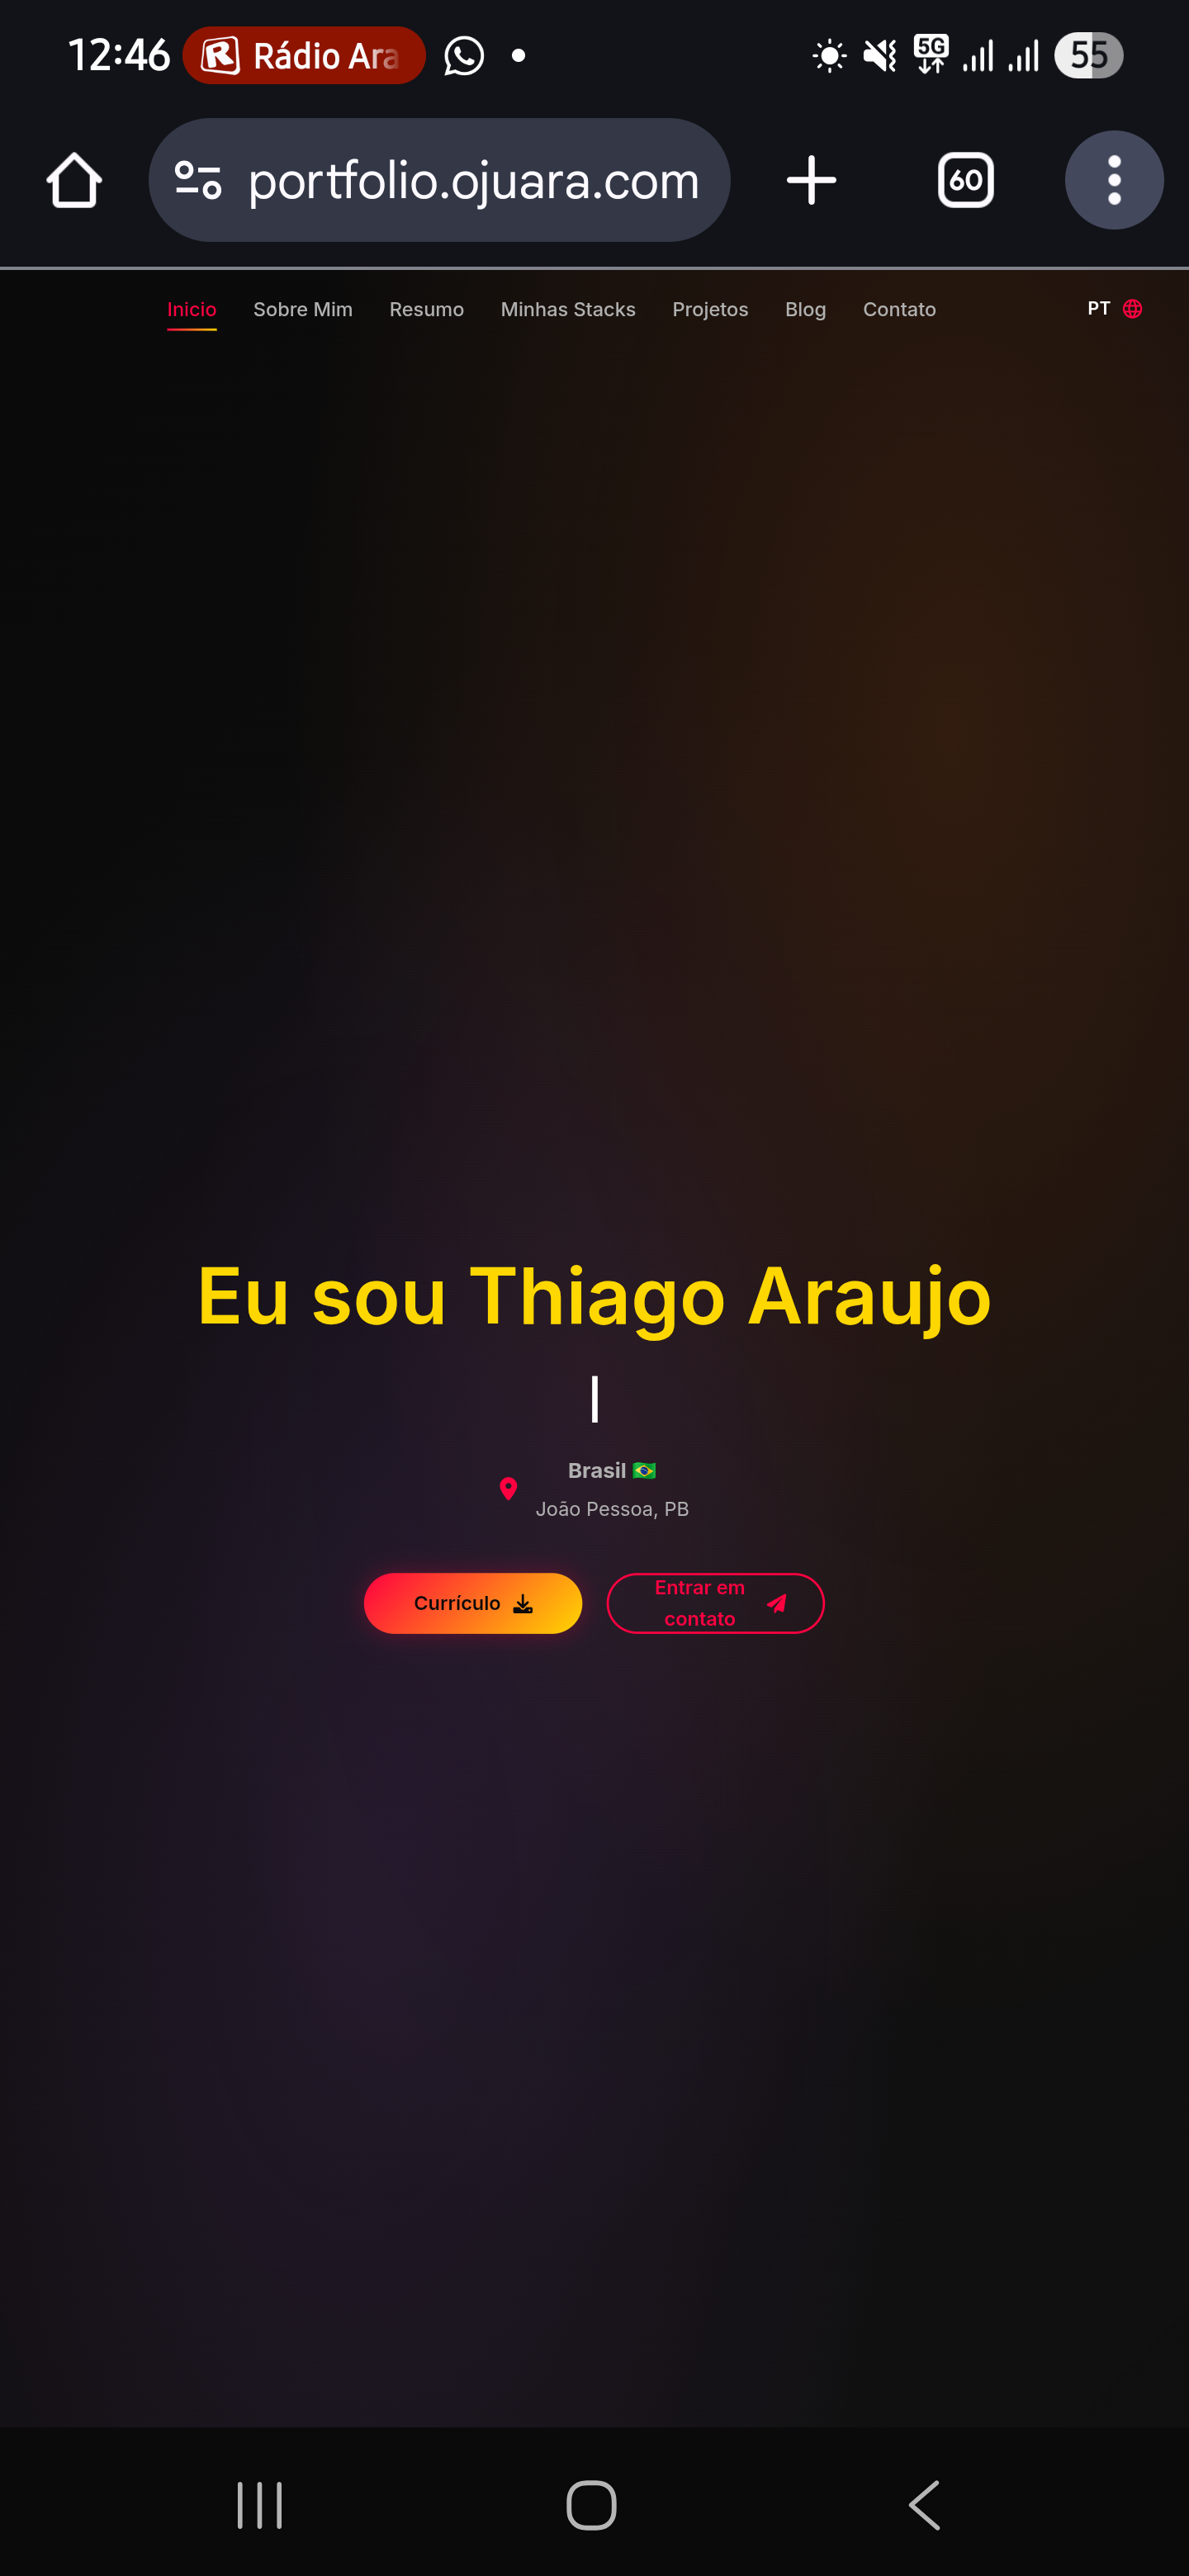 12:46 Rádio Ara 5G 55
portfolio.ojuara.com 60
Inicio Sobre Mim Resumo Minhas Stacks Projetos Blog Contato PT
Eu sou Thiago Araujo
Brasil 🇧🇷
João Pessoa, PB
Currículo
Entrar em
contato